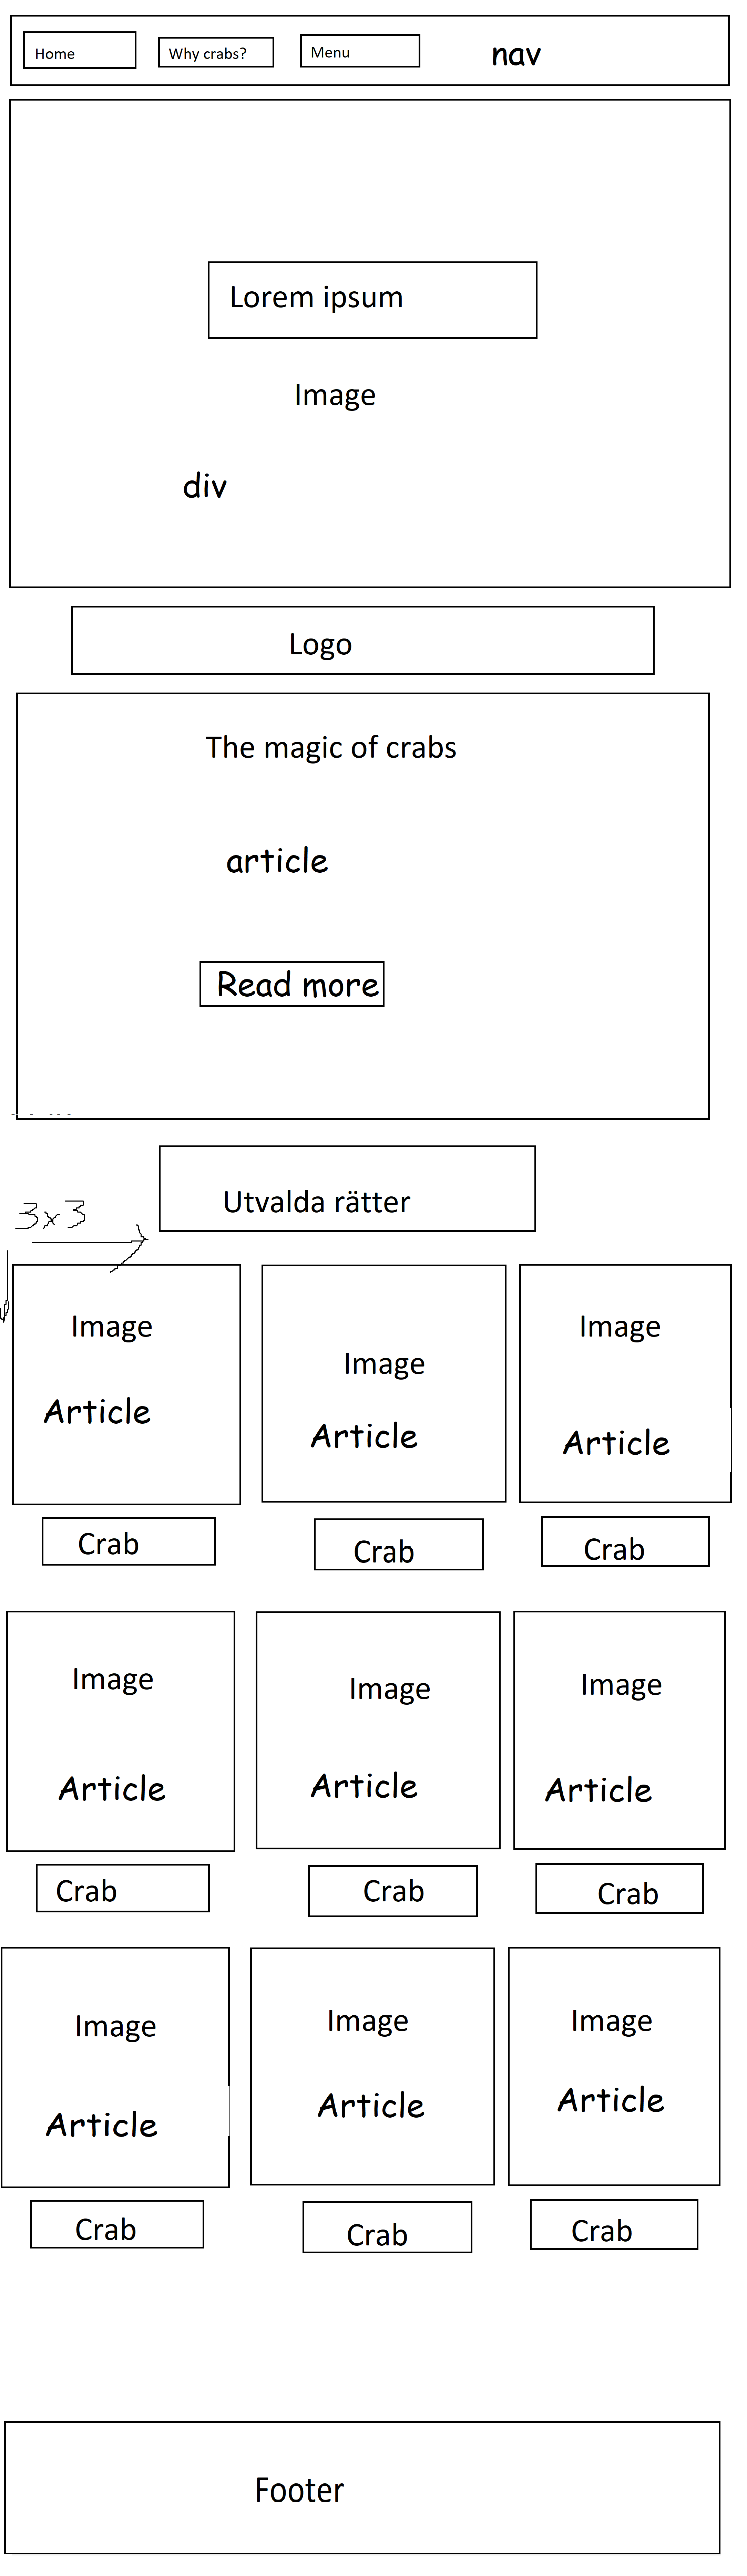 Home
Why crabs?
Menu
nav
Lorem ipsum
Image
div
Logo
The magic of crabs
article
Read more
Utvalda rätter
3x3
Image
Article
Image
Article
Image
Article
Crab
Crab
Crab
Image
Article
Image
Article
Image
Article
Crab
Crab
Crab
Image
Article
Image
Article
Image
Article
Crab
Crab
Crab
Footer